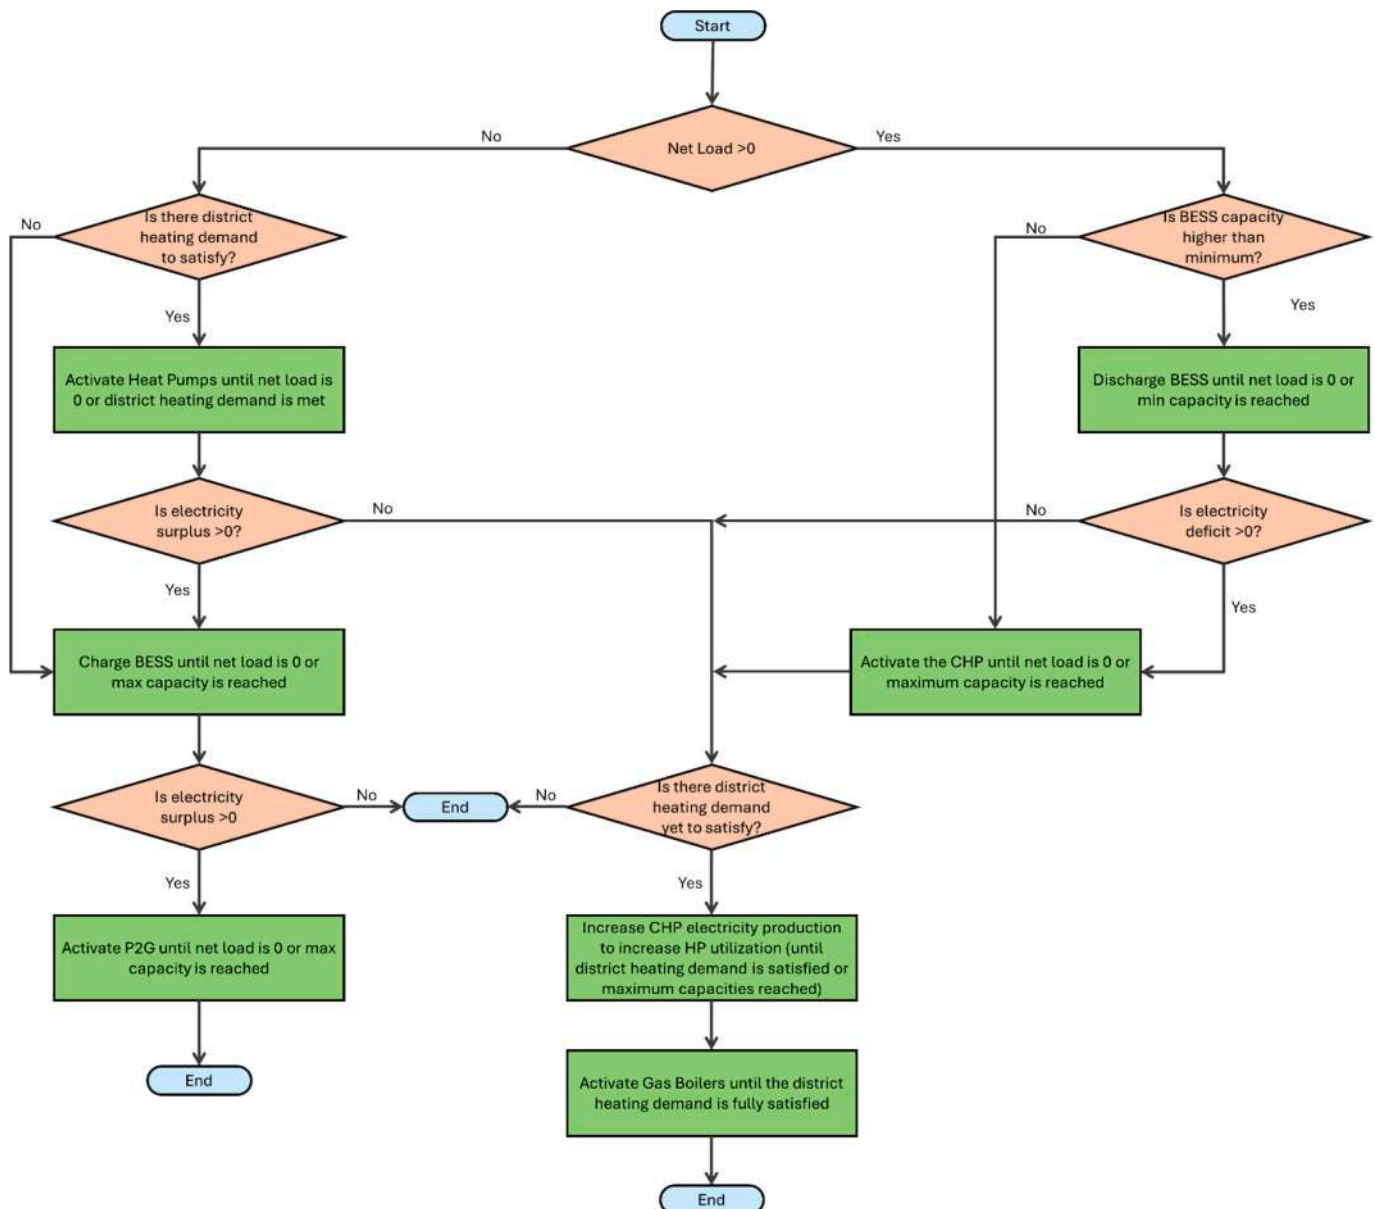 Start
Net Load >0
No
Yes
Is there district
heating demand
to satisfy?
No
Yes
Is BESS capacity
higher than
minimum?
No
Yes
Activate Heat Pumps until net load is
0 or district heating demand is met
Discharge BESS until net load is 0 or
min capacity is reached
Is electricity
surplus >0?
No
Yes
Is electricity
deficit >0?
No
Yes
Charge BESS until net load is 0 or
max capacity is reached
Activate the CHP until net load is 0 or
maximum capacity is reached
Is electricity
surplus >0
No
Yes
End
No
Is there district
heating demand
yet to satisfy?
Yes
Activate P2G until net load is 0 or max
capacity is reached
End
Increase CHP electricity production
to increase HP utilization (until
district heating demand is satisfied or
maximum capacities reached)
Activate Gas Boilers until the district
heating demand is fully satisfied
End